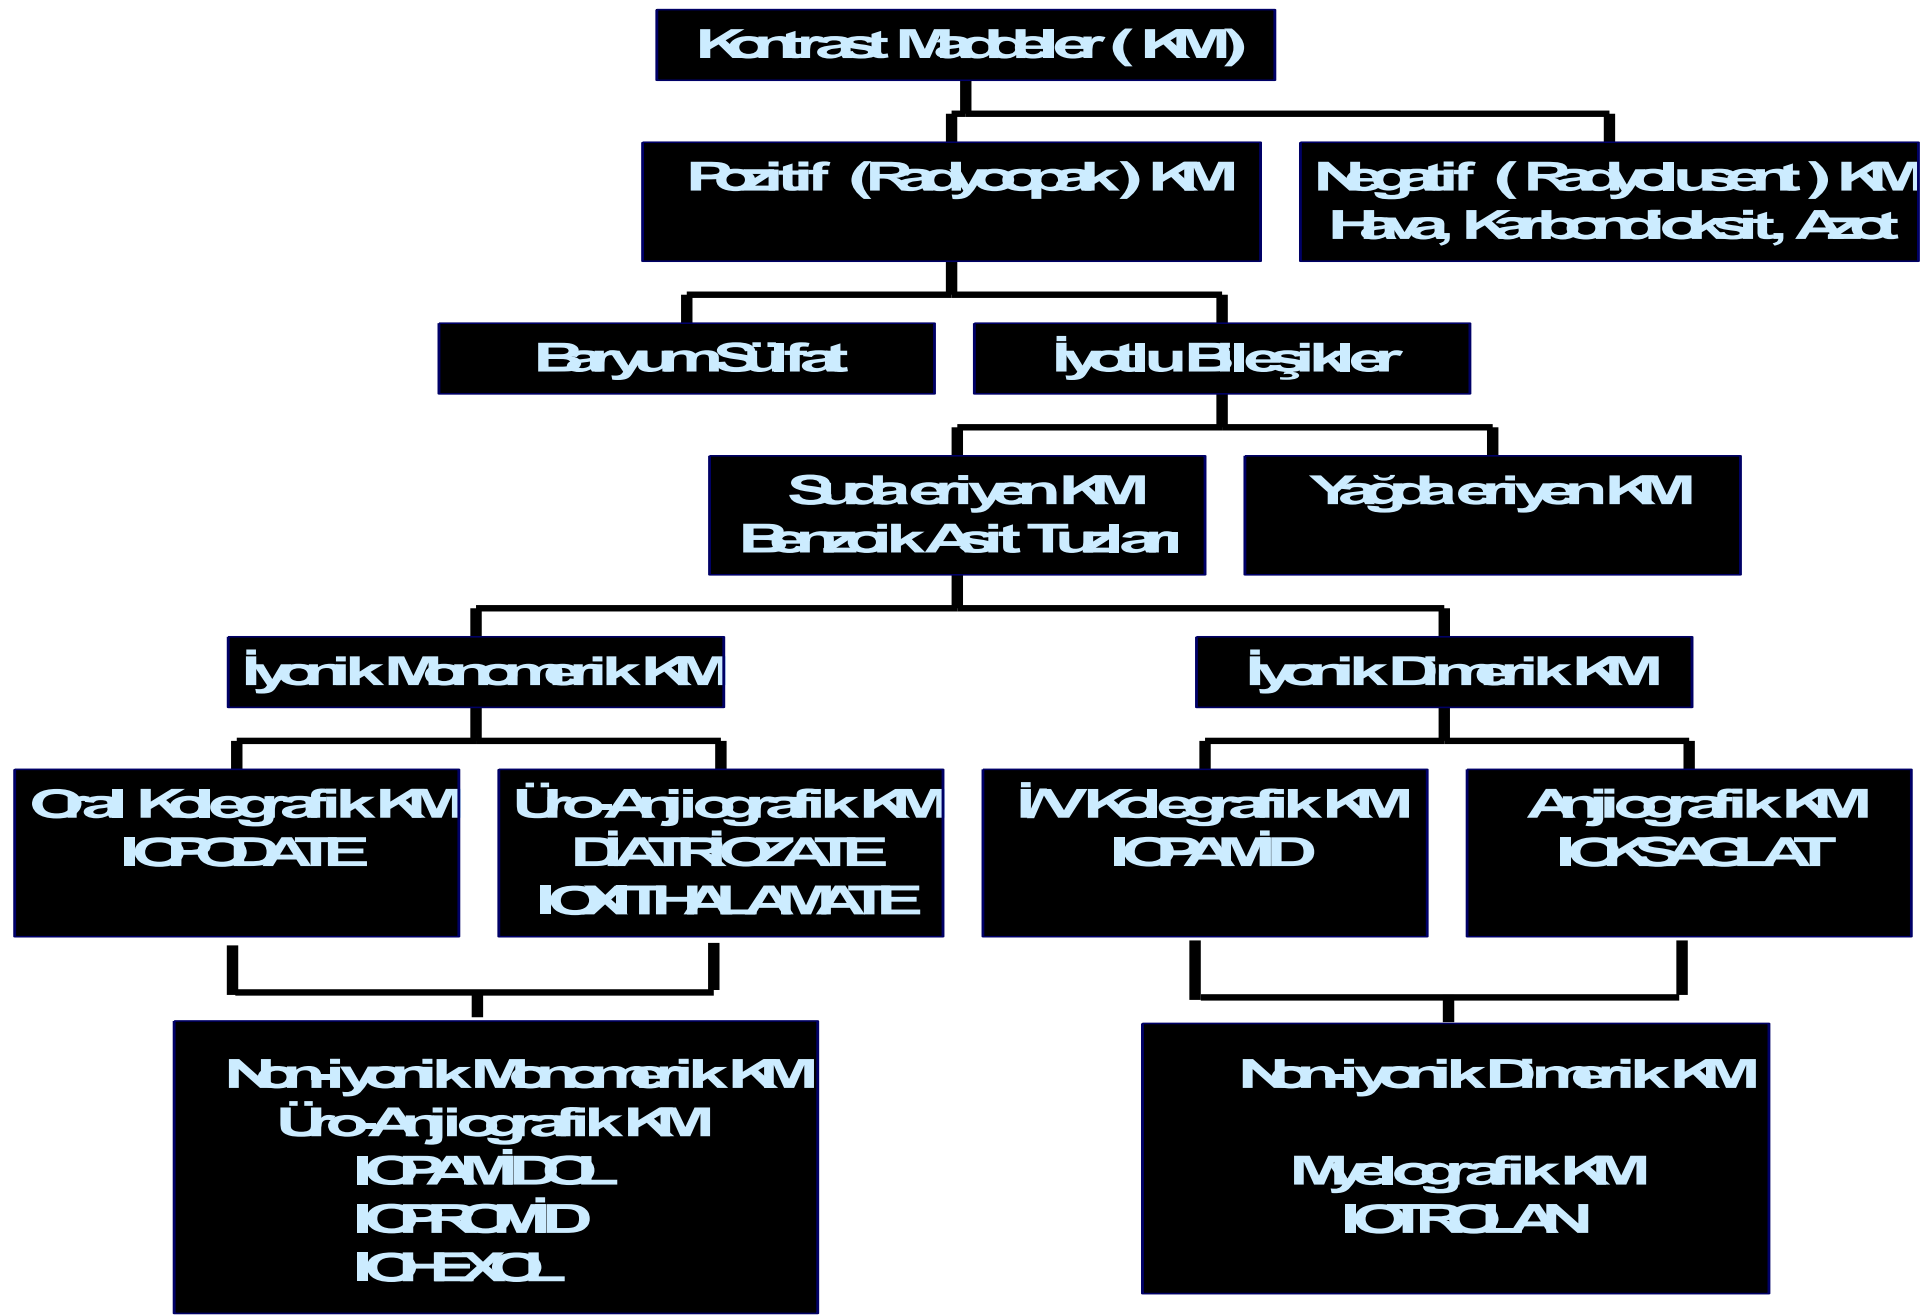 Kontrast Maddeler ( KM)
Pozitif (Radyoopak) KM
Negatif ( Radyolusent ) KM
Hava, Karbondioksit, Azot
Baryum Sülfat
İyotlu Bileşikler
Suda eriyen KM
Benzoik Asit Tuzları
Yağda eriyen KM
İyonik Monomerik KM
İyonik Dimerik KM
Oral Kolegrafik KM
IOPODATE
Üro-Anjiografik KM
DİATRİOZATE
IOXITHALAMATE
İ/V Kolegrafik KM
IOPAMİD
Anjiografik KM
IOKSAGLAT
Non-iyonik Monomerik KM
Üro-Anjiografik KM
IOPAMİDOL
IOPROMİD
IOHEXOL
Non-iyonik Dimerik KM
Myelografik KM
IOTROLAN